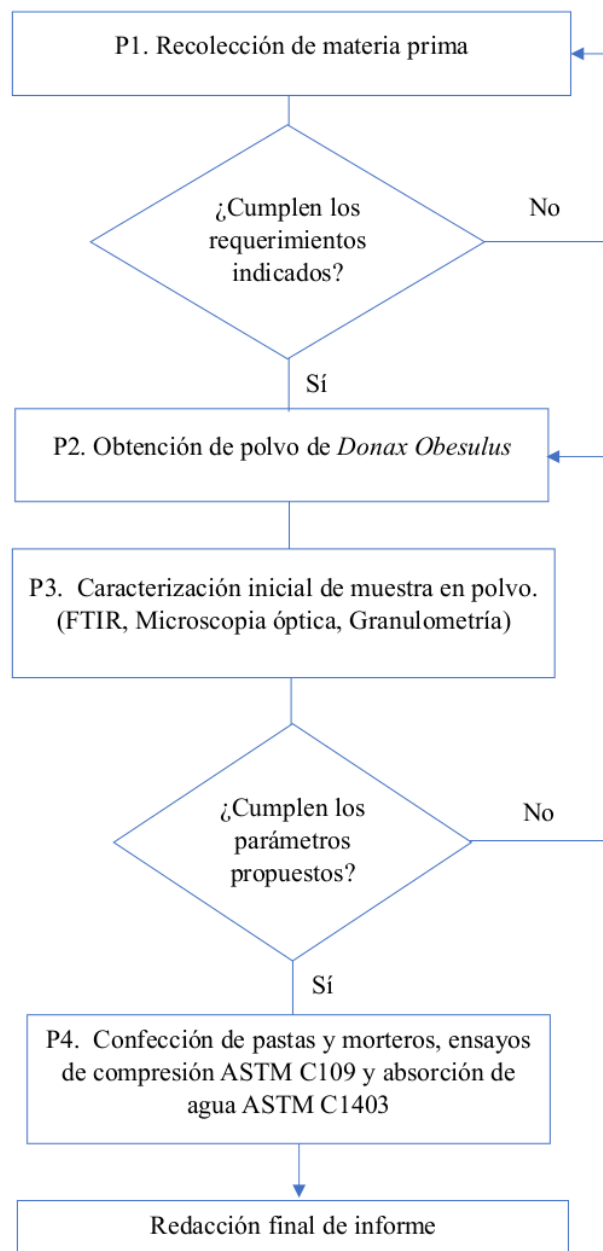 P1. Recolección de materia prima
¿Cumplen los
requerimientos
indicados?
No
Sí
P2. Obtención de polvo de Donax Obesulus
P3. Caracterización inicial de muestra en polvo.
(FTIR, Microscopia óptica, Granulometría)
¿Cumplen los
parámetros
propuestos?
No
Sí
P4. Confección de pastas y morteros, ensayos
de compresión ASTM C109 y absorción de
agua ASTM C1403
Redacción final de informe